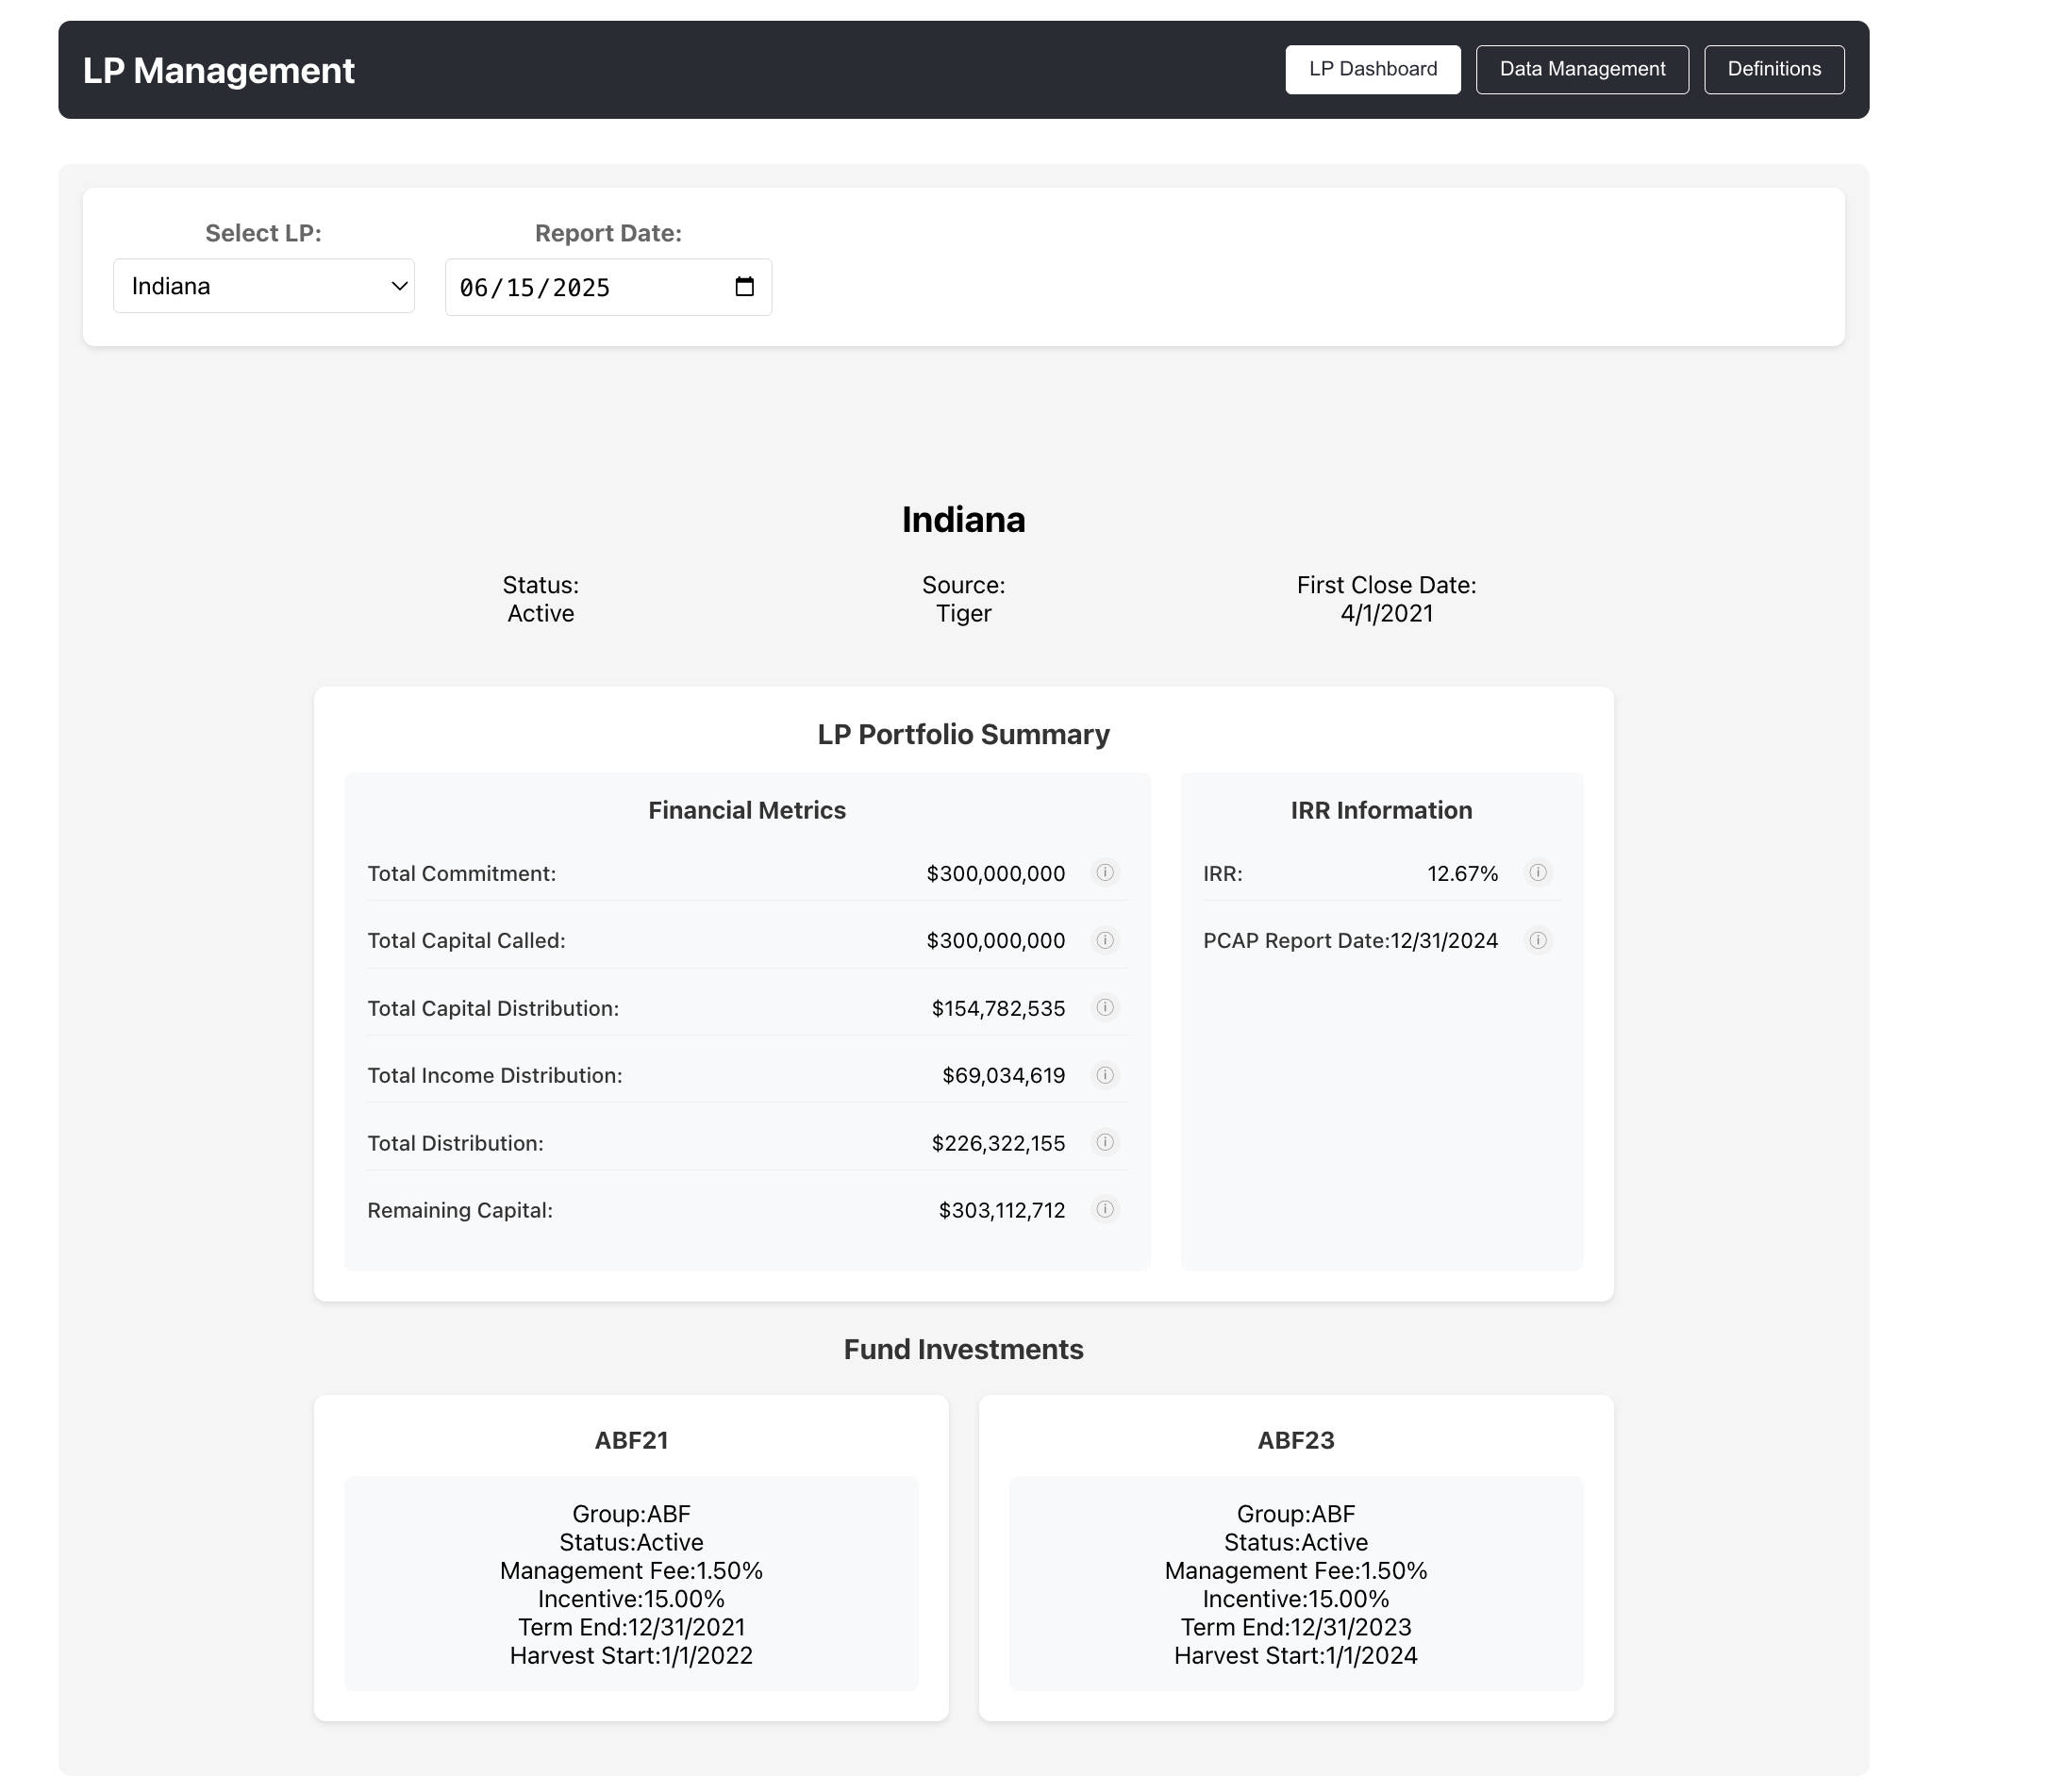 LP Management
LP Dashboard
Data Management
Definitions
Select LP:
Report Date:
Indiana
06/15/2025
Indiana
Status:
Active
Source:
Tiger
First Close Date:
4/1/2021
LP Portfolio Summary
Financial Metrics
Total Commitment: $300,000,000
Total Capital Called: $300,000,000
Total Capital Distribution: $154,782,535
Total Income Distribution: $69,034,619
Total Distribution: $226,322,155
Remaining Capital: $303,112,712
IRR Information
IRR: 12.67%
PCAP Report Date:12/31/2024
Fund Investments
ABF21
Group:ABF
Status:Active
Management Fee:1.50%
Incentive:15.00%
Term End:12/31/2021
Harvest Start:1/1/2022
ABF23
Group:ABF
Status:Active
Management Fee:1.50%
Incentive:15.00%
Term End:12/31/2023
Harvest Start:1/1/2024